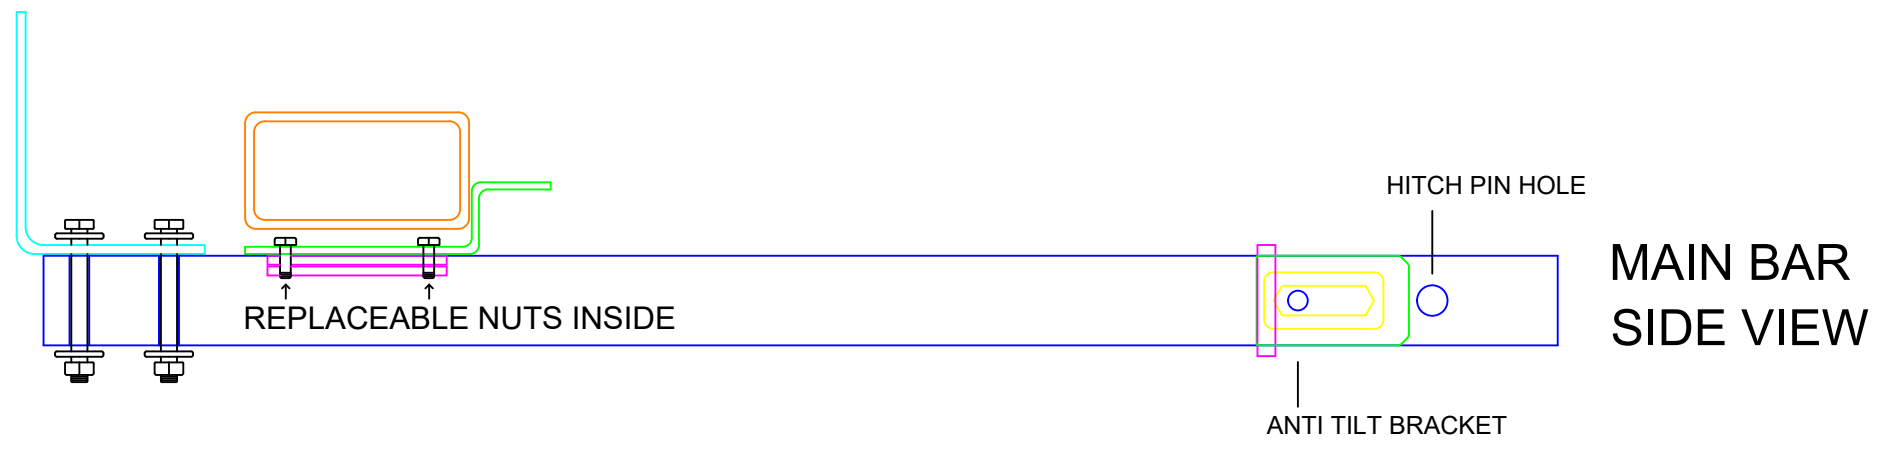 HITCH PIN HOLE
MAIN BAR
SIDE VIEW
REPLACEABLE NUTS INSIDE
ANTI TILT BRACKET